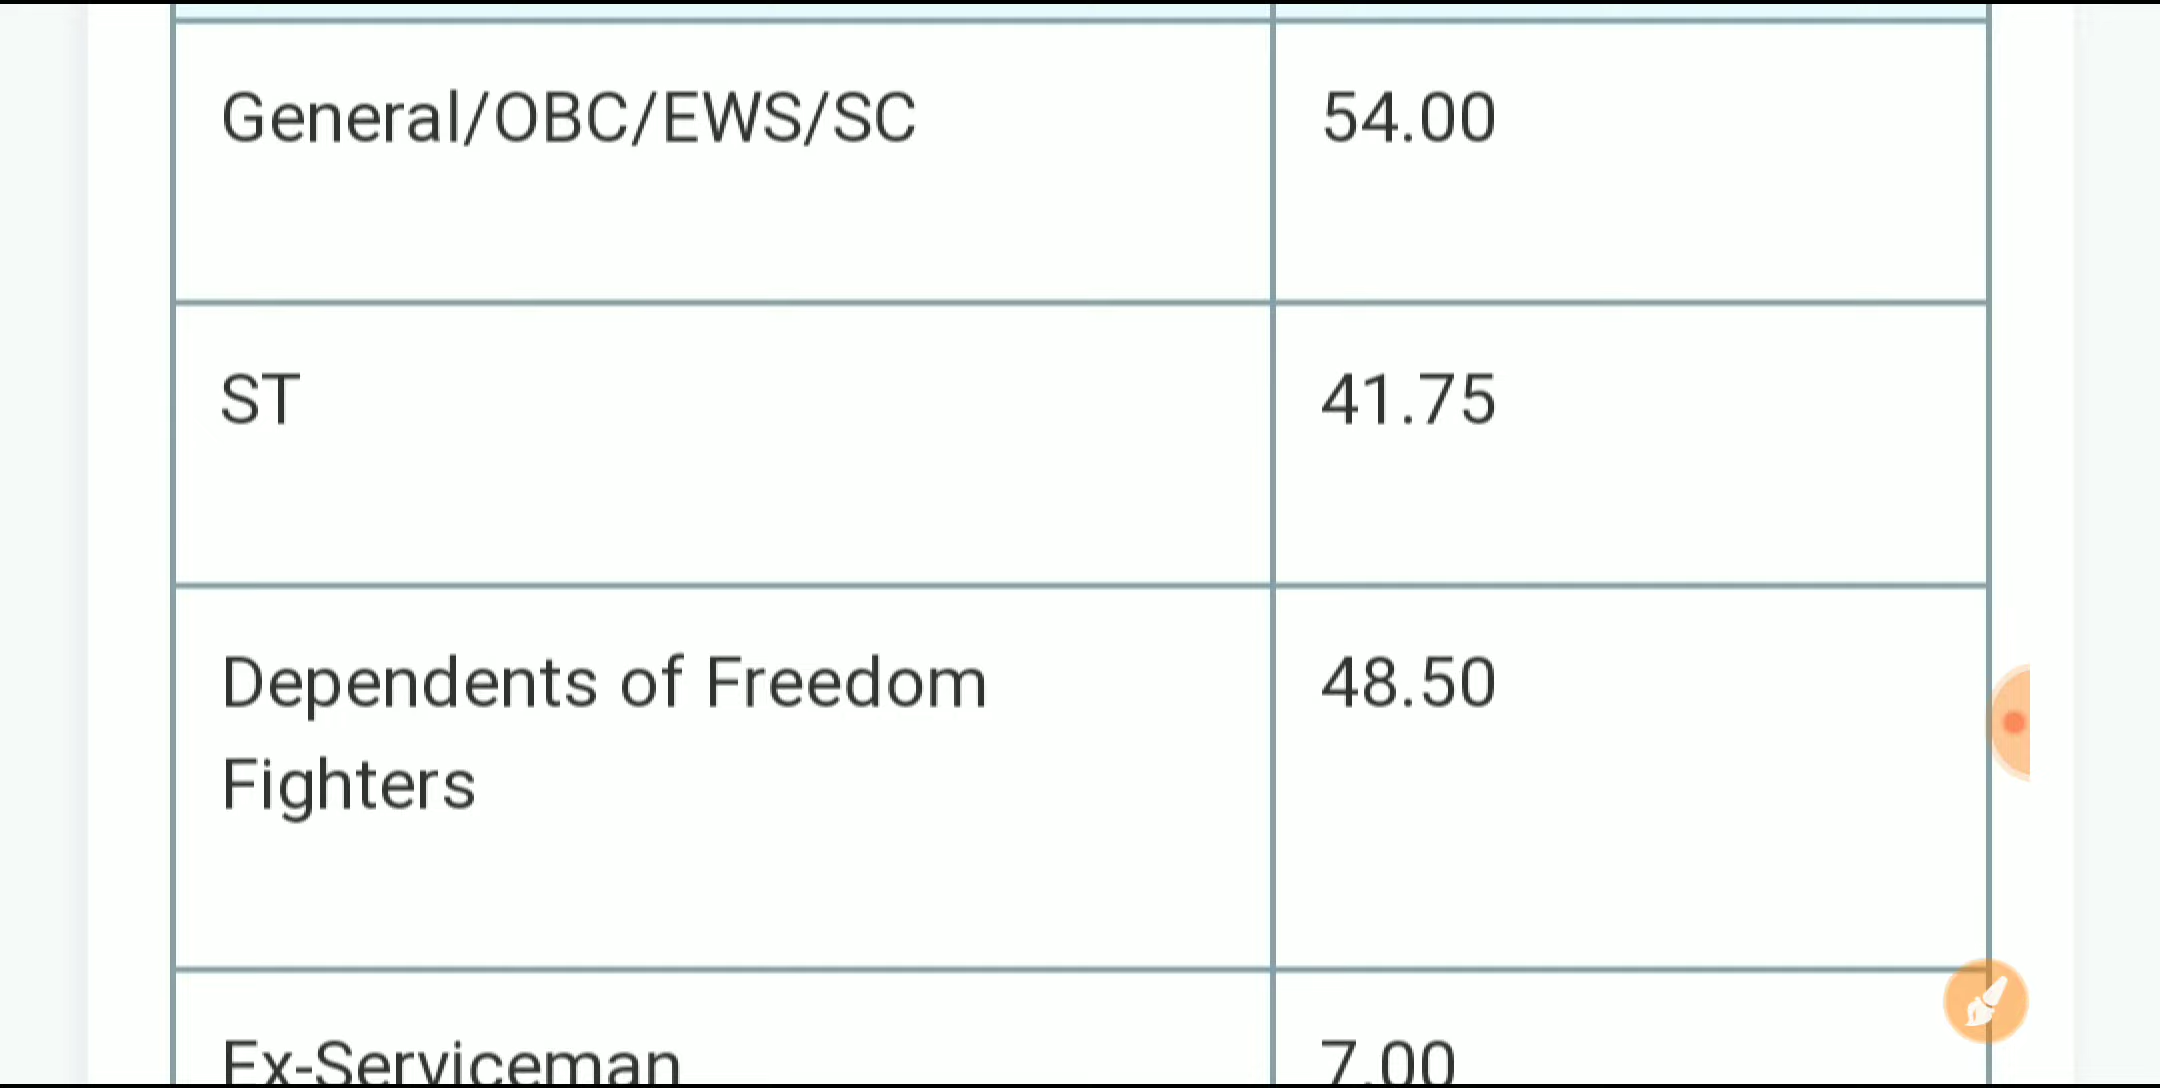 General/OBC/EWS/SC 54.00
ST 41.75
Dependents of Freedom 48.50
Fighters
Ex-Serviceman 7.00